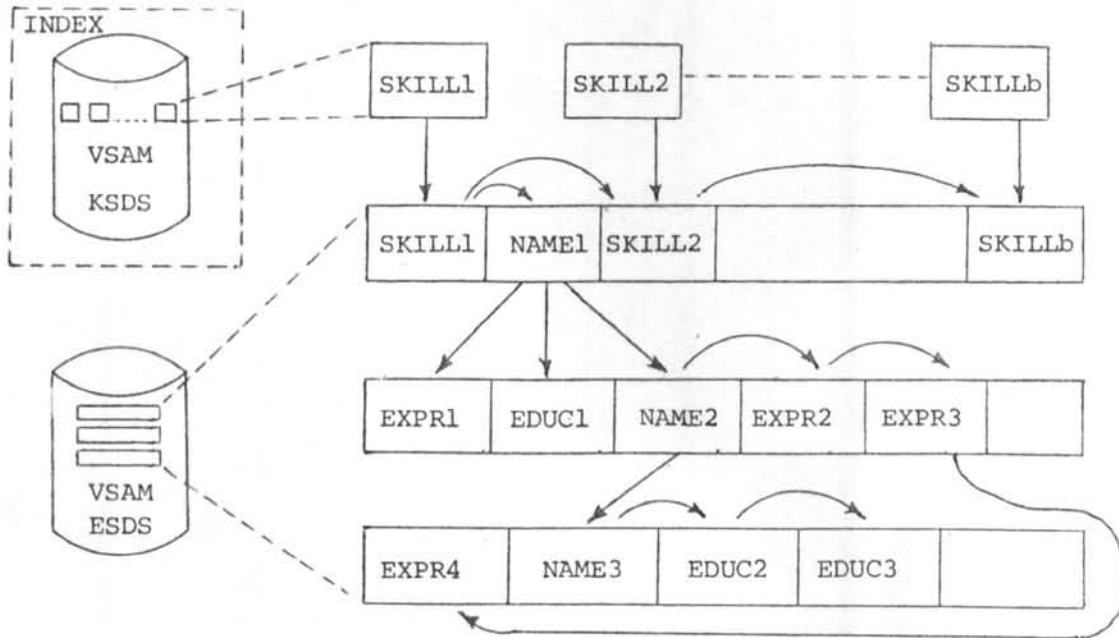 INDEX
SKILL1 SKILL2 SKILLb
VSAM
KSDS
SKILL1 NAME1 SKILL2 SKILLb
EXPR1 EDUC1 NAME2 EXPR2 EXPR3
VSAM
ESDS
EXPR4 NAME3 EDUC2 EDUC3